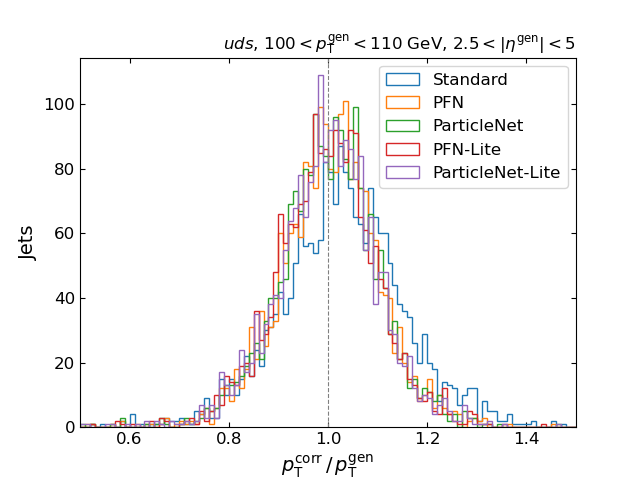 uds, 100 < p_T^gen < 110 GeV, 2.5 < |η^gen| < 5
Standard
PFN
ParticleNet
PFN-Lite
ParticleNet-Lite
Jets
100
80
60
40
20
0
0.6 0.8 1.0 1.2 1.4
p_T^corr / p_T^gen